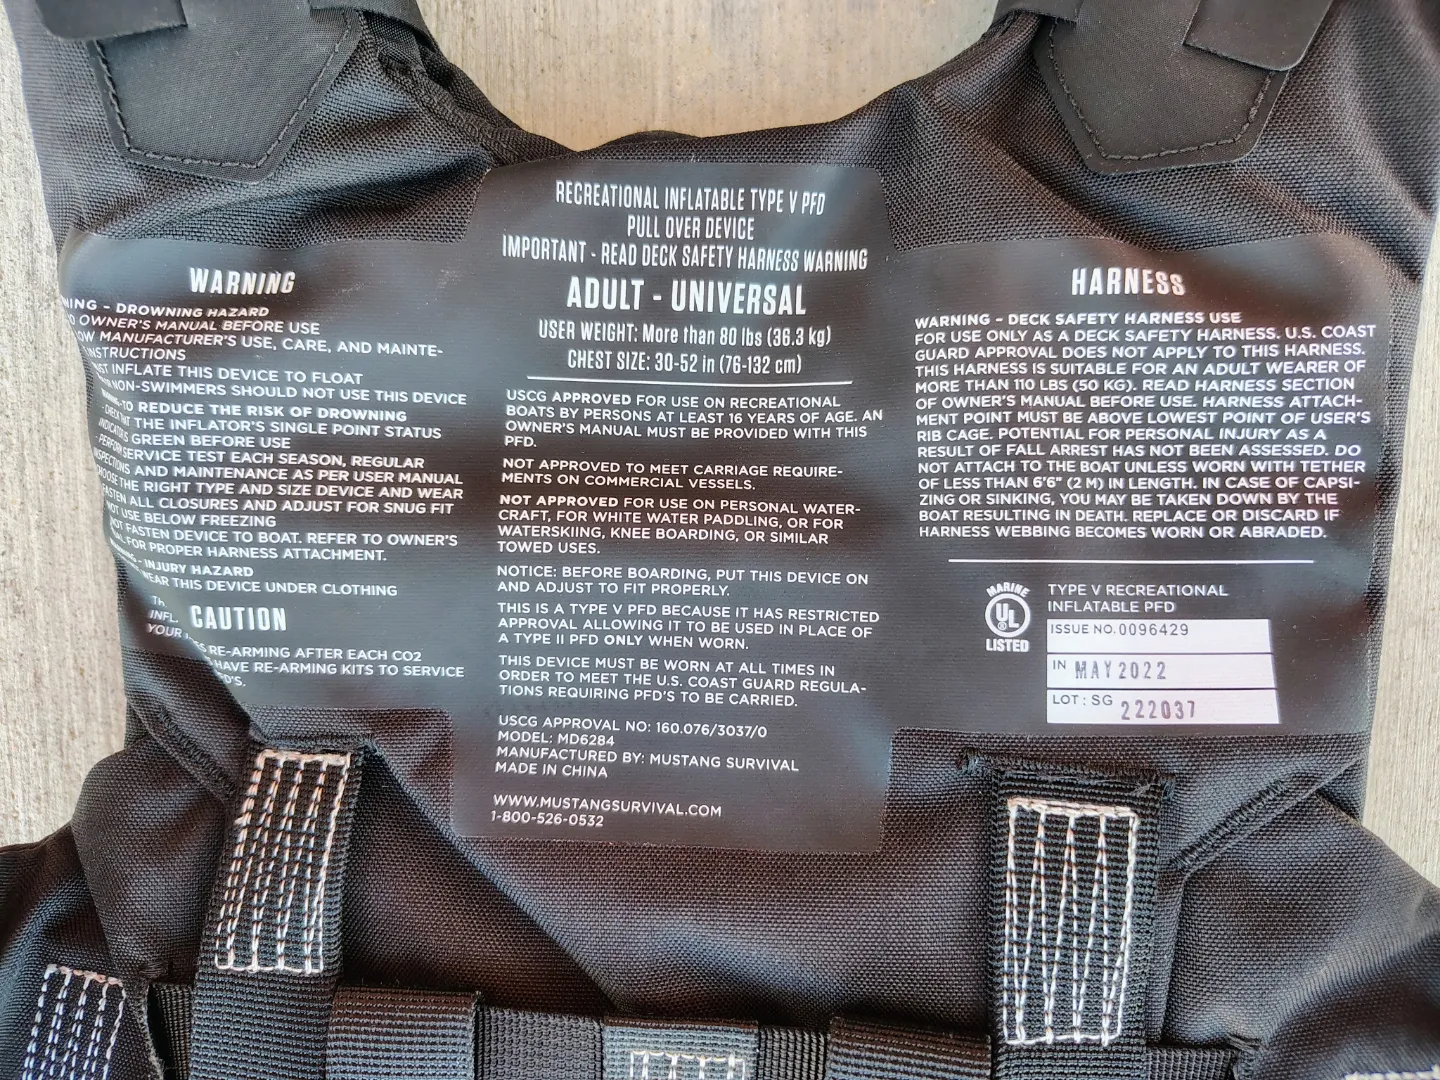 RECREATIONAL INFLATABLE TYPE V PFD
PULL OVER DEVICE
IMPORTANT - READ DECK SAFETY HARNESS WARNING
ADULT - UNIVERSAL
USER WEIGHT: More than 80 lbs (36.3 kg)
CHEST SIZE: 30-52 in (76-132 cm)
WARNING
NING - DROWNING HAZARD
OWNER'S MANUAL BEFORE USE
OW MANUFACTURER'S USE, CARE, AND MAINTE-
INSTRUCTIONS
ST INFLATE THIS DEVICE TO FLOAT
NON-SWIMMERS SHOULD NOT USE THIS DEVICE
TO REDUCE THE RISK OF DROWNING
THE INFLATOR'S SINGLE POINT STATUS
GREEN BEFORE USE
SERVICE TEST EACH SEASON, REGULAR
AND MAINTENANCE AS PER USER MANUAL
THE RIGHT TYPE AND SIZE DEVICE AND WEAR
ALL CLOSURES AND ADJUST FOR SNUG FIT
USE BELOW FREEZING
FASTEN DEVICE TO BOAT. REFER TO OWNER'S
FOR PROPER HARNESS ATTACHMENT.
- INJURY HAZARD
WEAR THIS DEVICE UNDER CLOTHING
CAUTION
YOUR
RE-ARMING AFTER EACH CO2
HAVE RE-ARMING KITS TO SERVICE
USCG APPROVED FOR USE ON RECREATIONAL
BOATS BY PERSONS AT LEAST 16 YEARS OF AGE. AN
OWNER'S MANUAL MUST BE PROVIDED WITH THIS
PFD.
NOT APPROVED TO MEET CARRIAGE REQUIRE-
MENTS ON COMMERCIAL VESSELS.
NOT APPROVED FOR USE ON PERSONAL WATER-
CRAFT, FOR WHITE WATER PADDLING, OR FOR
WATERSKIING, KNEE BOARDING, OR SIMILAR
TOWED USES.
NOTICE: BEFORE BOARDING, PUT THIS DEVICE ON
AND ADJUST TO FIT PROPERLY.
THIS IS A TYPE V PFD BECAUSE IT HAS RESTRICTED
APPROVAL ALLOWING IT TO BE USED IN PLACE OF
A TYPE II PFD ONLY WHEN WORN.
THIS DEVICE MUST BE WORN AT ALL TIMES IN
ORDER TO MEET THE U.S. COAST GUARD REGULA-
TIONS REQUIRING PFD'S TO BE CARRIED.
USCG APPROVAL NO: 160.076/3037/0
MODEL: MD6284
MANUFACTURED BY: MUSTANG SURVIVAL
MADE IN CHINA
WWW.MUSTANGSURVIVAL.COM
1-800-526-0532
HARNESS
WARNING - DECK SAFETY HARNESS USE
FOR USE ONLY AS A DECK SAFETY HARNESS. U.S. COAST
GUARD APPROVAL DOES NOT APPLY TO THIS HARNESS.
THIS HARNESS IS SUITABLE FOR AN ADULT WEARER OF
MORE THAN 110 LBS (50 KG). READ HARNESS SECTION
OF OWNER'S MANUAL BEFORE USE. HARNESS ATTACH-
MENT POINT MUST BE ABOVE LOWEST POINT OF USER'S
RIB CAGE. POTENTIAL FOR PERSONAL INJURY AS A
RESULT OF FALL ARREST HAS NOT BEEN ASSESSED. DO
NOT ATTACH TO THE BOAT UNLESS WORN WITH TETHER
OF LESS THAN 6'6" (2 M) IN LENGTH. IN CASE OF CAPSI-
ZING OR SINKING, YOU MAY BE TAKEN DOWN BY THE
BOAT RESULTING IN DEATH. REPLACE OR DISCARD IF
HARNESS WEBBING BECOMES WORN OR ABRADED.
MARINE
UL
LISTED
TYPE V RECREATIONAL
INFLATABLE PFD
ISSUE NO. 0096429
IN MAY 2022
LOT : SG 222037